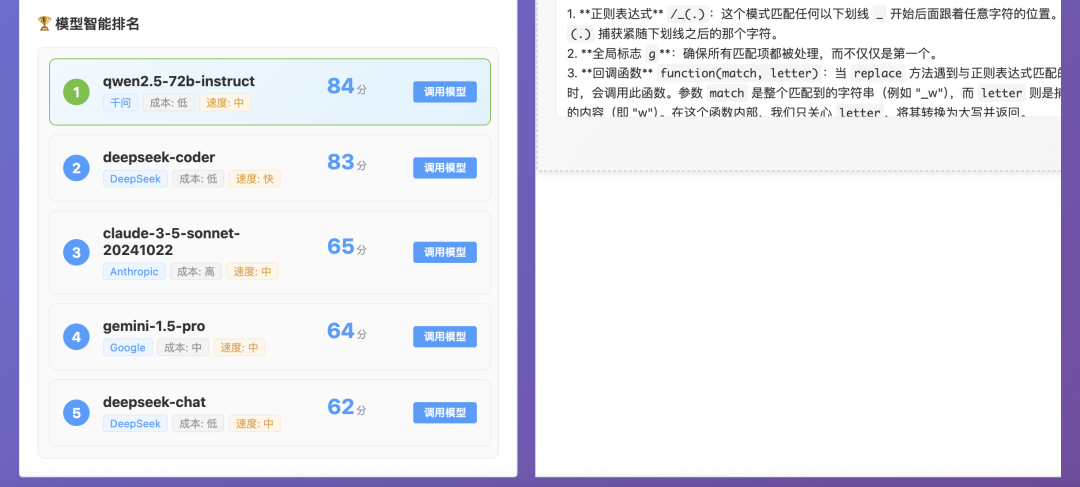 🏆 模型智能排名
1
qwen2.5-72b-instruct
千问 成本: 低 速度: 中
84分
调用模型
2
deepseek-coder
DeepSeek 成本: 低 速度: 快
83分
调用模型
3
claude-3-5-sonnet-
20241022
Anthropic 成本: 高 速度: 中
65分
调用模型
4
gemini-1.5-pro
Google 成本: 中 速度: 中
64分
调用模型
5
deepseek-chat
DeepSeek 成本: 低 速度: 中
62分
调用模型
1. **正则表达式** /_(.)：这个模式匹配任何以下划线 _ 开始后面跟着任意字符的位置。
(.) 捕获紧随下划线之后的那个字符。
2. **全局标志 g**：确保所有匹配项都被处理，而不仅仅是第一个。
3. **回调函数** function(match, letter)：当 replace 方法遇到与正则表达式匹配的
时，会调用此函数。参数 match 是整个匹配到的字符串（例如 "_w"），而 letter 则是捕
的内容（即 "w"）。在这个函数内部，我们只关心 letter，将其转换为大写并返回。